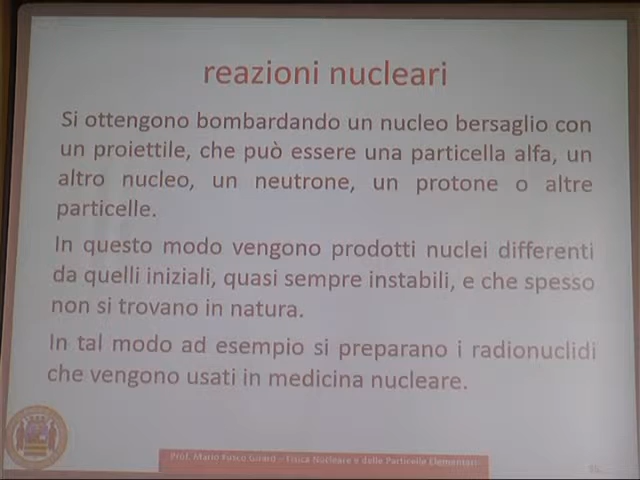 reazioni nucleari
Si ottengono bombardando un nucleo bersaglio con
un proiettile, che può essere una particella alfa, un
altro nucleo, un neutrone, un protone o altre
particelle.
In questo modo vengono prodotti nuclei differenti
da quelli iniziali, quasi sempre instabili, e che spesso
non si trovano in natura.
In tal modo ad esempio si preparano i radionuclidi
che vengono usati in medicina nucleare.
Prof. Mario Fusco Girard – Fisica Nucleare e delle Particelle Elementari